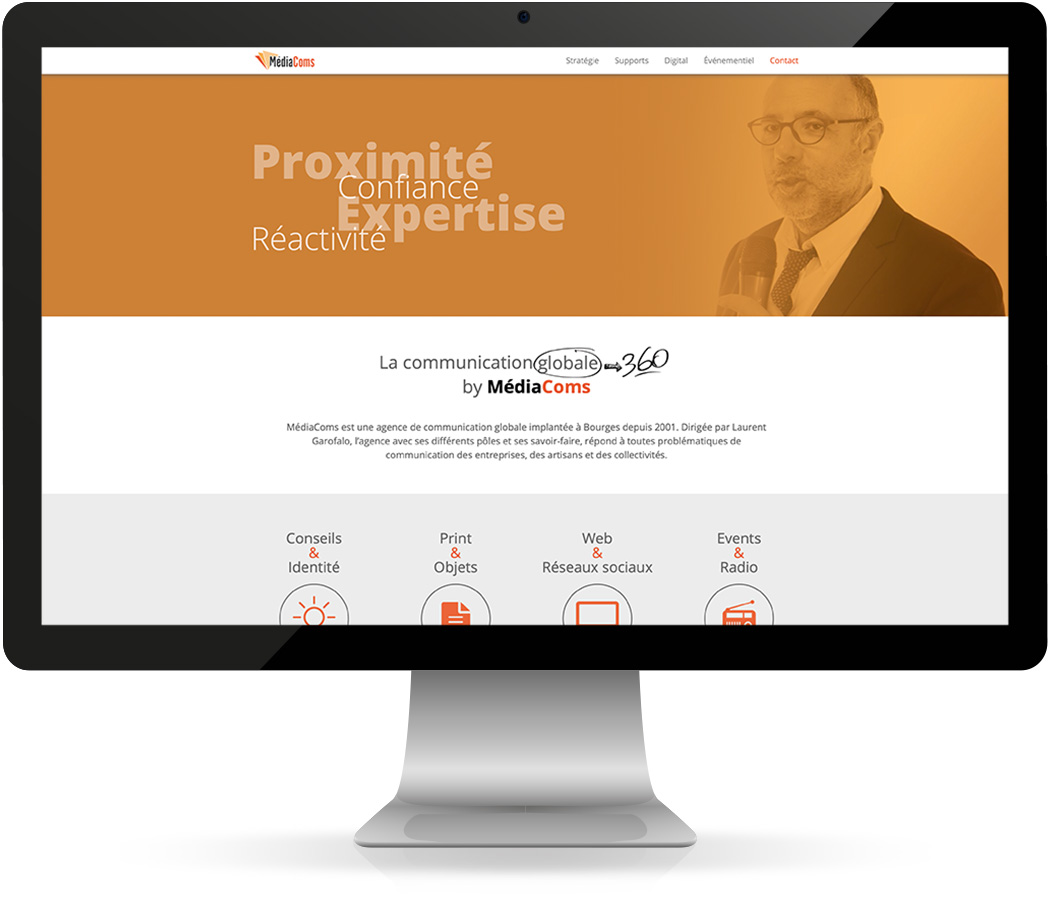 MédiaComs
Stratégie Supports Digital Événementiel Contact
Proximité
Confiance
Expertise
Réactivité
La communication globale 360
by MédiaComs
MédiaComs est une agence de communication globale implantée à Bourges depuis 2001. Dirigée par Laurent
Garofalo, l'agence avec ses différents pôles et ses savoir-faire, répond à toutes problématiques de
communication des entreprises, des artisans et des collectivités.
Conseils Print Web Events
& & & &
Identité Objets Réseaux sociaux Radio